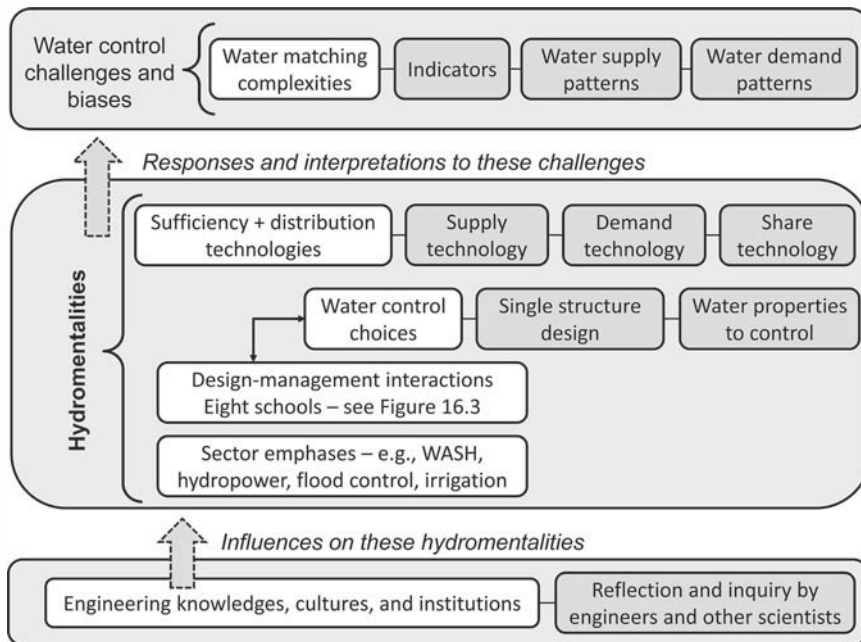 Water control
challenges and
biases
Water matching
complexities
Indicators
Water supply
patterns
Water demand
patterns
Responses and interpretations to these challenges
Hydromentalities
Sufficiency + distribution
technologies
Supply
technology
Demand
technology
Share
technology
Water control
choices
Single structure
design
Water properties
to control
Design-management interactions
Eight schools – see Figure 16.3
Sector emphases – e.g., WASH,
hydropower, flood control, irrigation
Influences on these hydromentalities
Engineering knowledges, cultures, and institutions
Reflection and inquiry by
engineers and other scientists